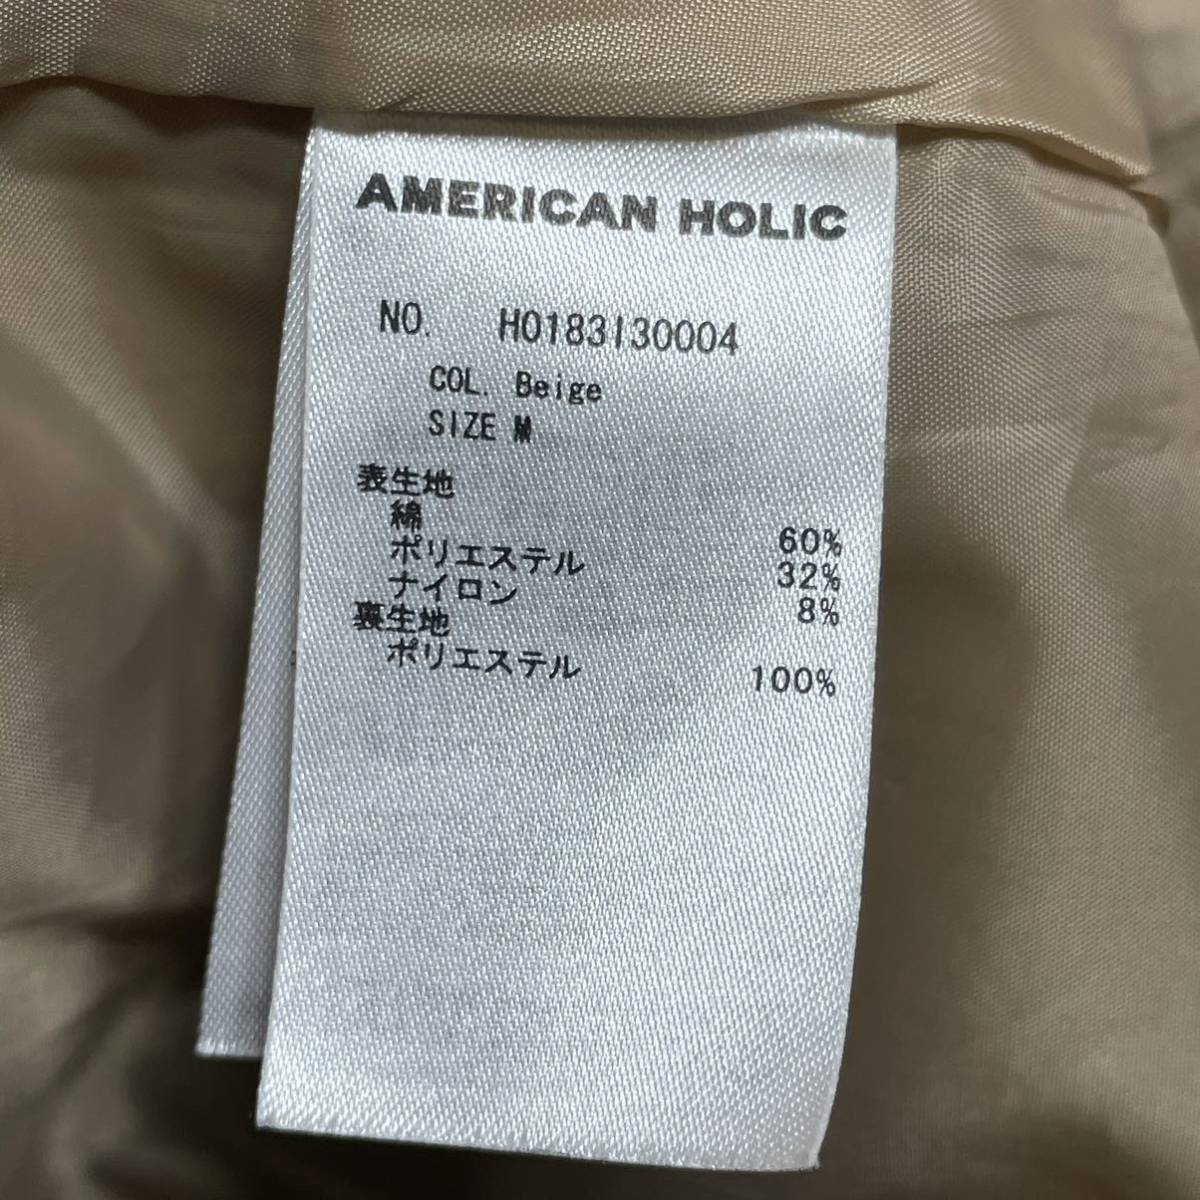 AMERICAN HOLIC
NO. H0183I30004
COL. Beige
SIZE M
表生地
綿 60%
ポリエステル 32%
ナイロン 8%
裏生地
ポリエステル 100%